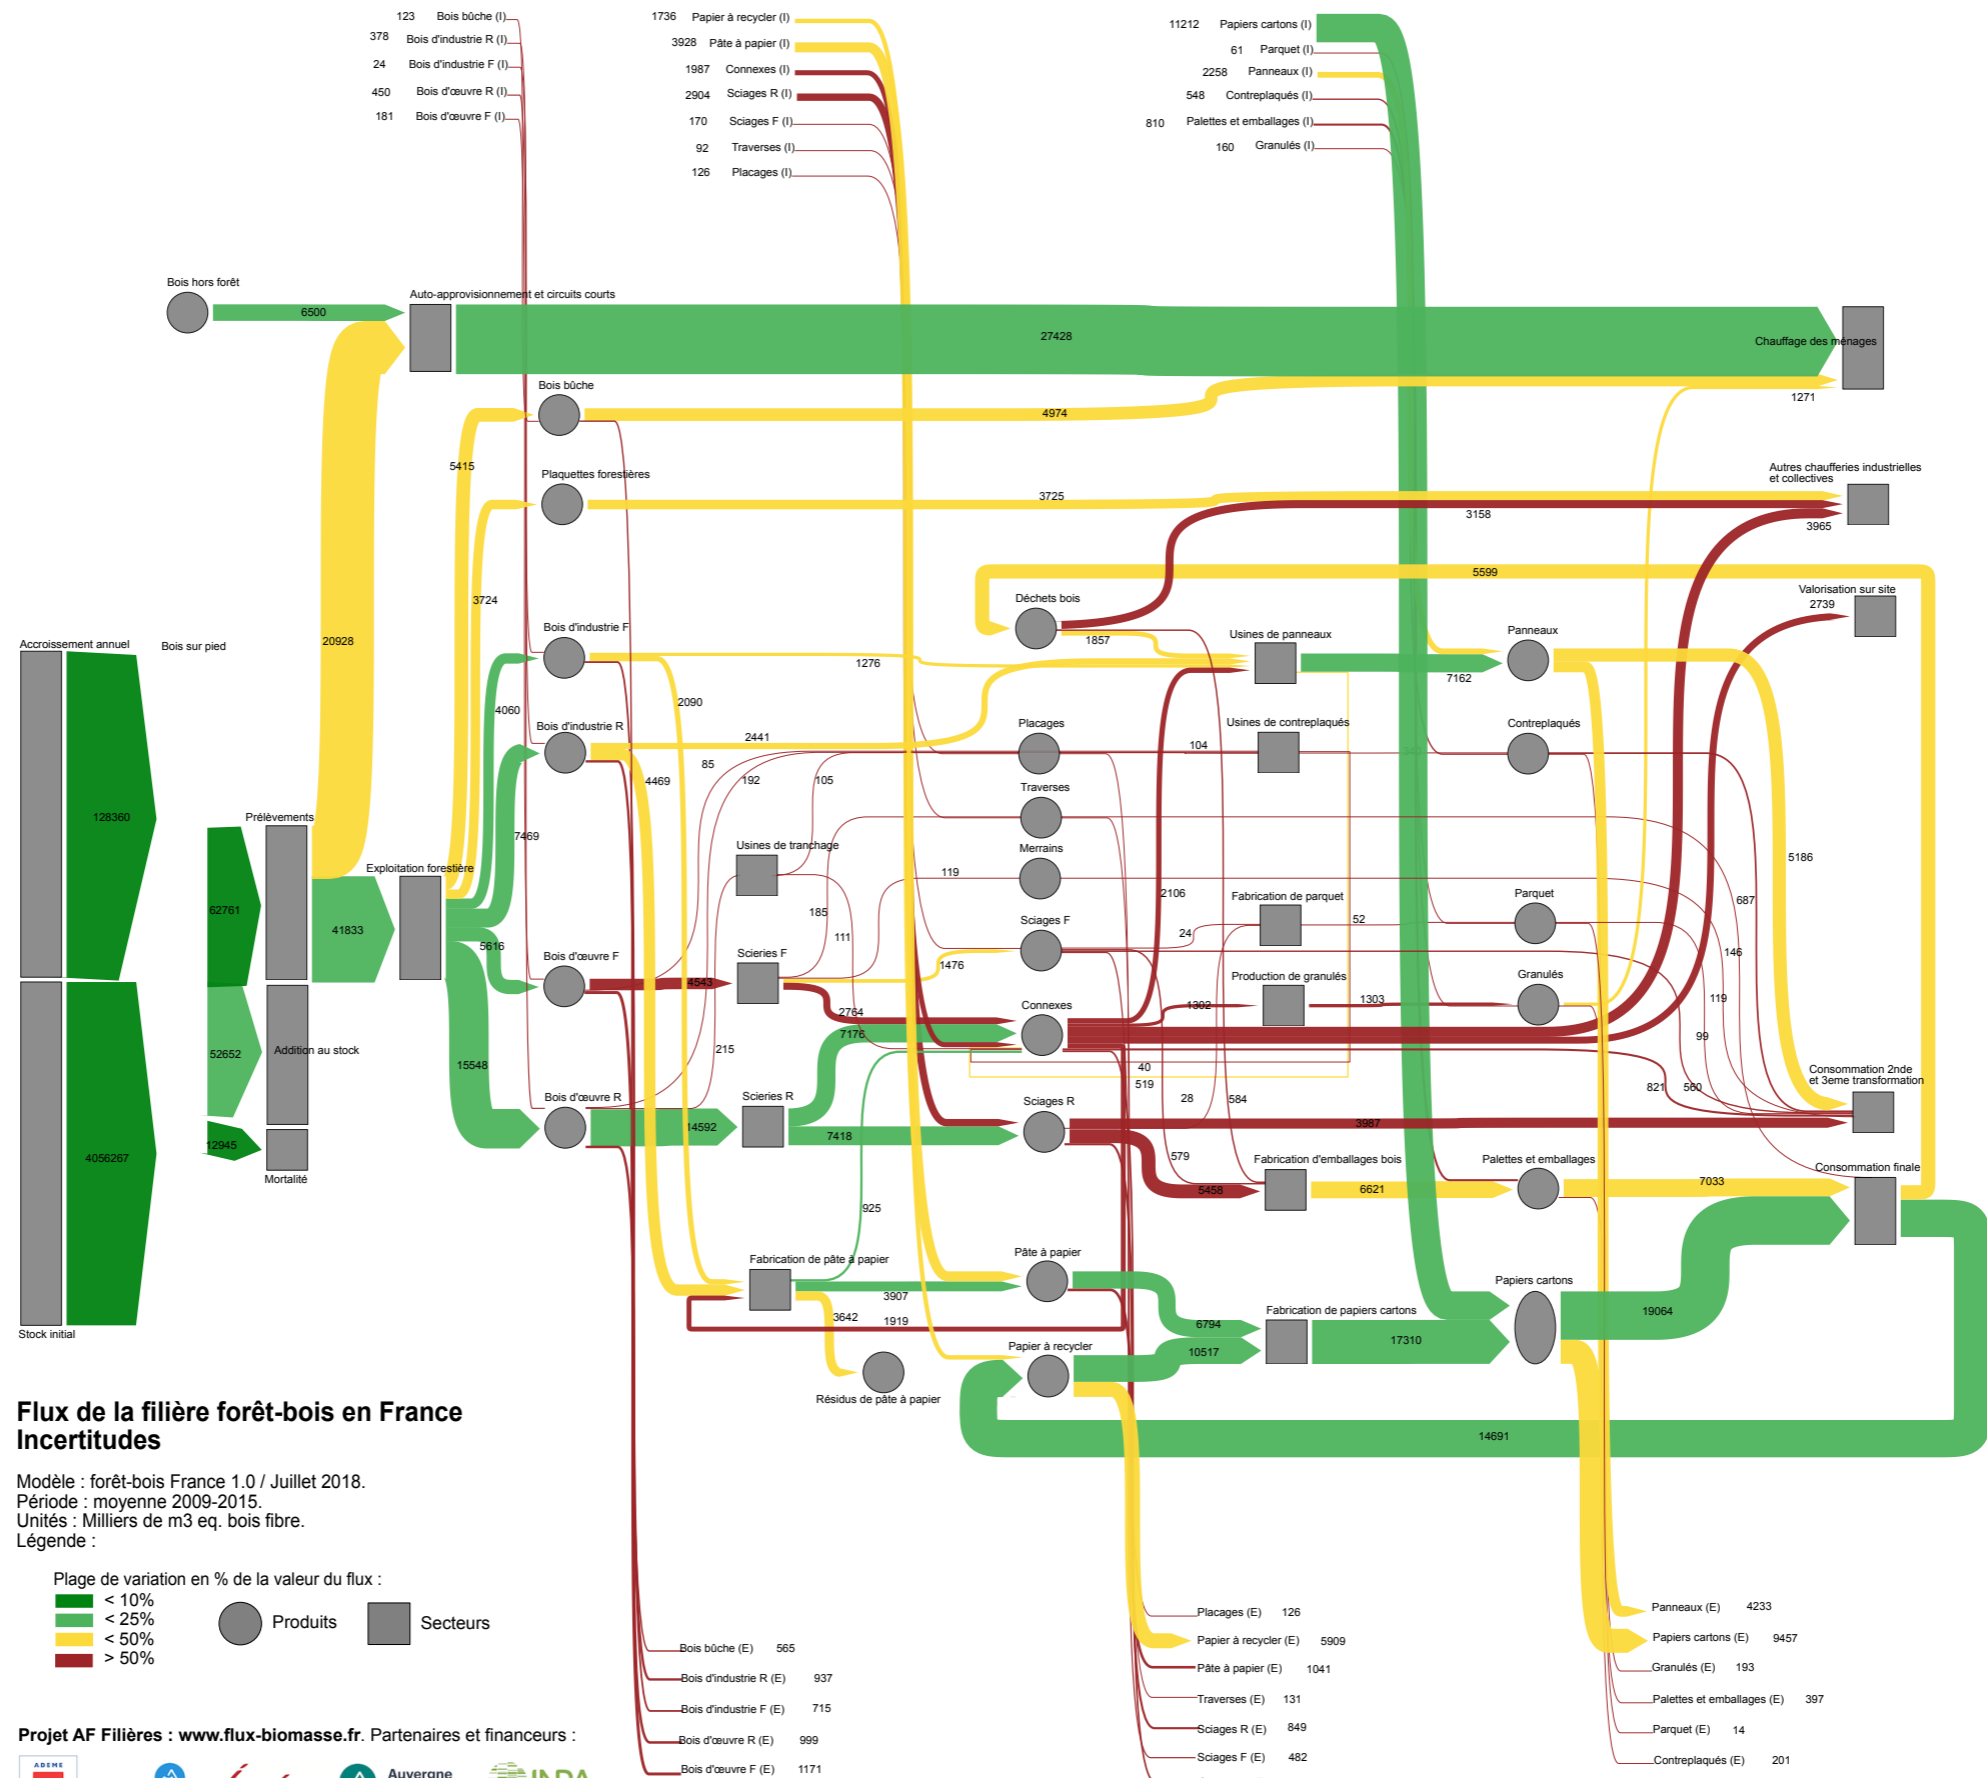 123 Bois bûche (I)
378 Bois d'industrie R (I)
24 Bois d'industrie F (I)
450 Bois d'œuvre R (I)
181 Bois d'œuvre F (I)
1736 Papier à recycler (I)
3928 Pâte à papier (I)
1987 Connexes (I)
2904 Sciages R (I)
170 Sciages F (I)
92 Traverses (I)
126 Placages (I)
11212 Papiers cartons (I)
61 Parquet (I)
2258 Panneaux (I)
548 Contreplaqués (I)
810 Palettes et emballages (I)
160 Granulés (I)
Bois hors forêt
6500
Auto-approvisionnement et circuits courts
27428
Chauffage des ménages
1271
Bois bûche
4974
5415
Plaquettes forestières
3725
Autres chaufferies industrielles
et collectives
3158
3965
3724
5599
Déchets bois
1857
Valorisation sur site
2739
Bois d'industrie F
1276
Usines de panneaux
7162
Panneaux
Accroissement annuel
Bois sur pied
20928
4060
2090
Bois d'industrie R
2441
4469
85
192
105
Placages
Usines de contreplaqués
104
Contreplaqués
128360
Prélèvements
7469
Traverses
Usines de tranchage
Merrains
119
5186
Exploitation forestière
62761
41833
5616
185
111
2106
Fabrication de parquet
24
52
Parquet
687
146
Sciages F
1476
Bois d'œuvre F
4543
Scieries F
Production de granulés
1302
1303
Granulés
119
99
2764
7176
Connexes
52652
Addition au stock
15548
215
40
519
28
584
821
560
Consommation 2nde
et 3eme transformation
Bois d'œuvre R
14592
Scieries R
7418
Sciages R
3987
12945
4056267
Mortalité
579
Fabrication d'emballages bois
5458
6621
Palettes et emballages
7033
Consommation finale
925
Fabrication de pâte à papier
3907
3642
1919
Pâte à papier
6794
10517
Fabrication de papiers cartons
17310
Papiers cartons
19064
Stock initial
Papier à recycler
Résidus de pâte à papier
14691
Flux de la filière forêt-bois en France
Incertitudes
Modèle : forêt-bois France 1.0 / Juillet 2018.
Période : moyenne 2009-2015.
Unités : Milliers de m3 eq. bois fibre.
Légende :
Plage de variation en % de la valeur du flux :
< 10%
< 25%
< 50%
> 50%
Produits
Secteurs
Bois bûche (E) 565
Bois d'industrie R (E) 937
Bois d'industrie F (E) 715
Bois d'œuvre R (E) 999
Bois d'œuvre F (E) 1171
Placages (E) 126
Papier à recycler (E) 5909
Pâte à papier (E) 1041
Traverses (E) 131
Sciages R (E) 849
Sciages F (E) 482
Panneaux (E) 4233
Papiers cartons (E) 9457
Granulés (E) 193
Palettes et emballages (E) 397
Parquet (E) 14
Contreplaqués (E) 201
Projet AF Filières : www.flux-biomasse.fr. Partenaires et financeurs :
ADEME
Auvergne